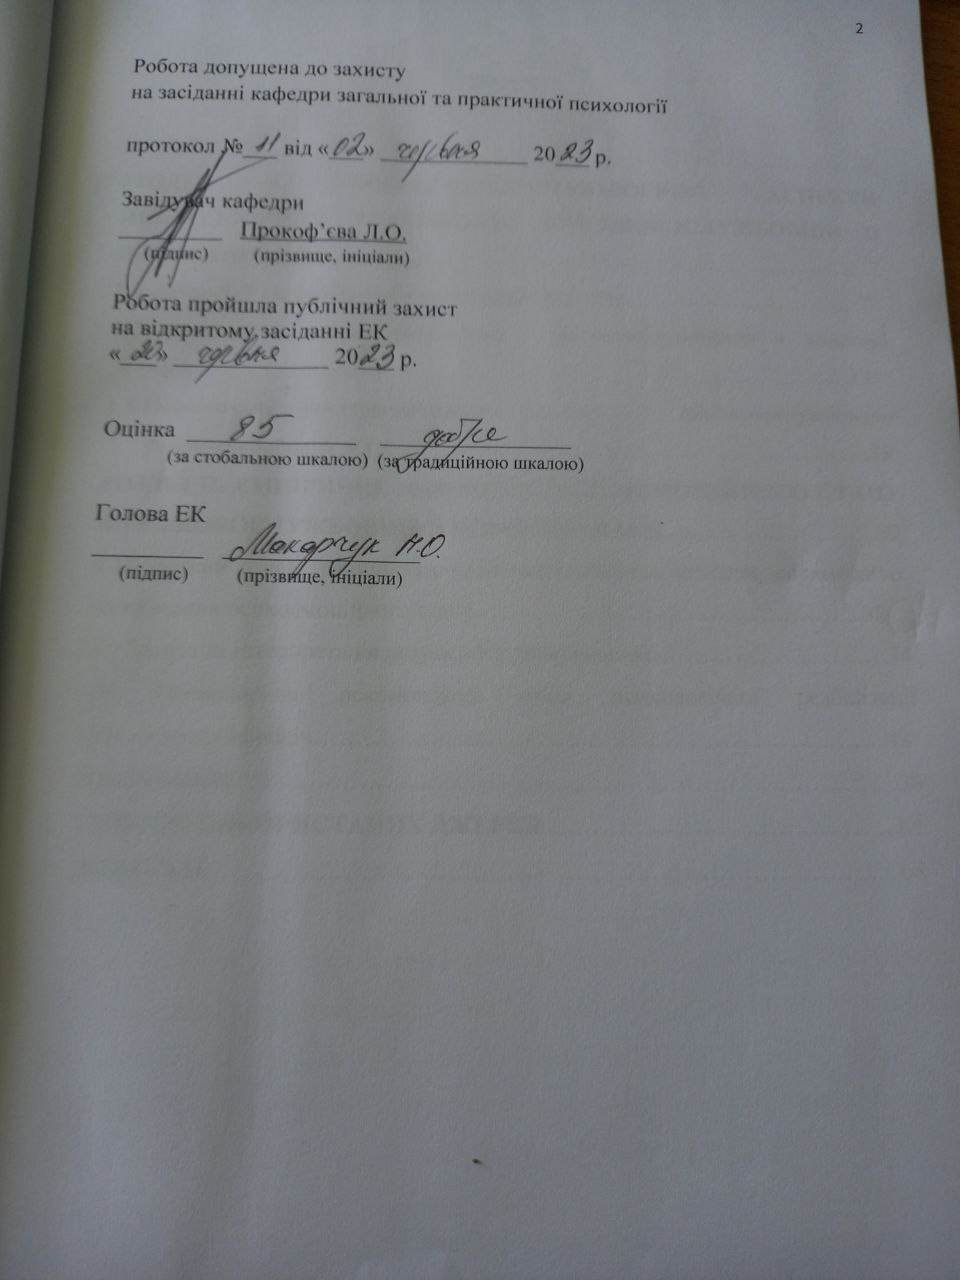 2
Робота допущена до захисту
на засіданні кафедри загальної та практичної психології
протокол № 11 від «02» червня 2023 р.
Завідувач кафедри
Прокоф’єва Л.О.
(підпис) (прізвище, ініціали)
Робота пройшла публічний захист
на відкритому засіданні ЕК
«20» червня 2023 р.
Оцінка 85 добре
(за стобальною шкалою) (за традиційною шкалою)
Голова ЕК
Макарчук Н.О.
(підпис) (прізвище, ініціали)